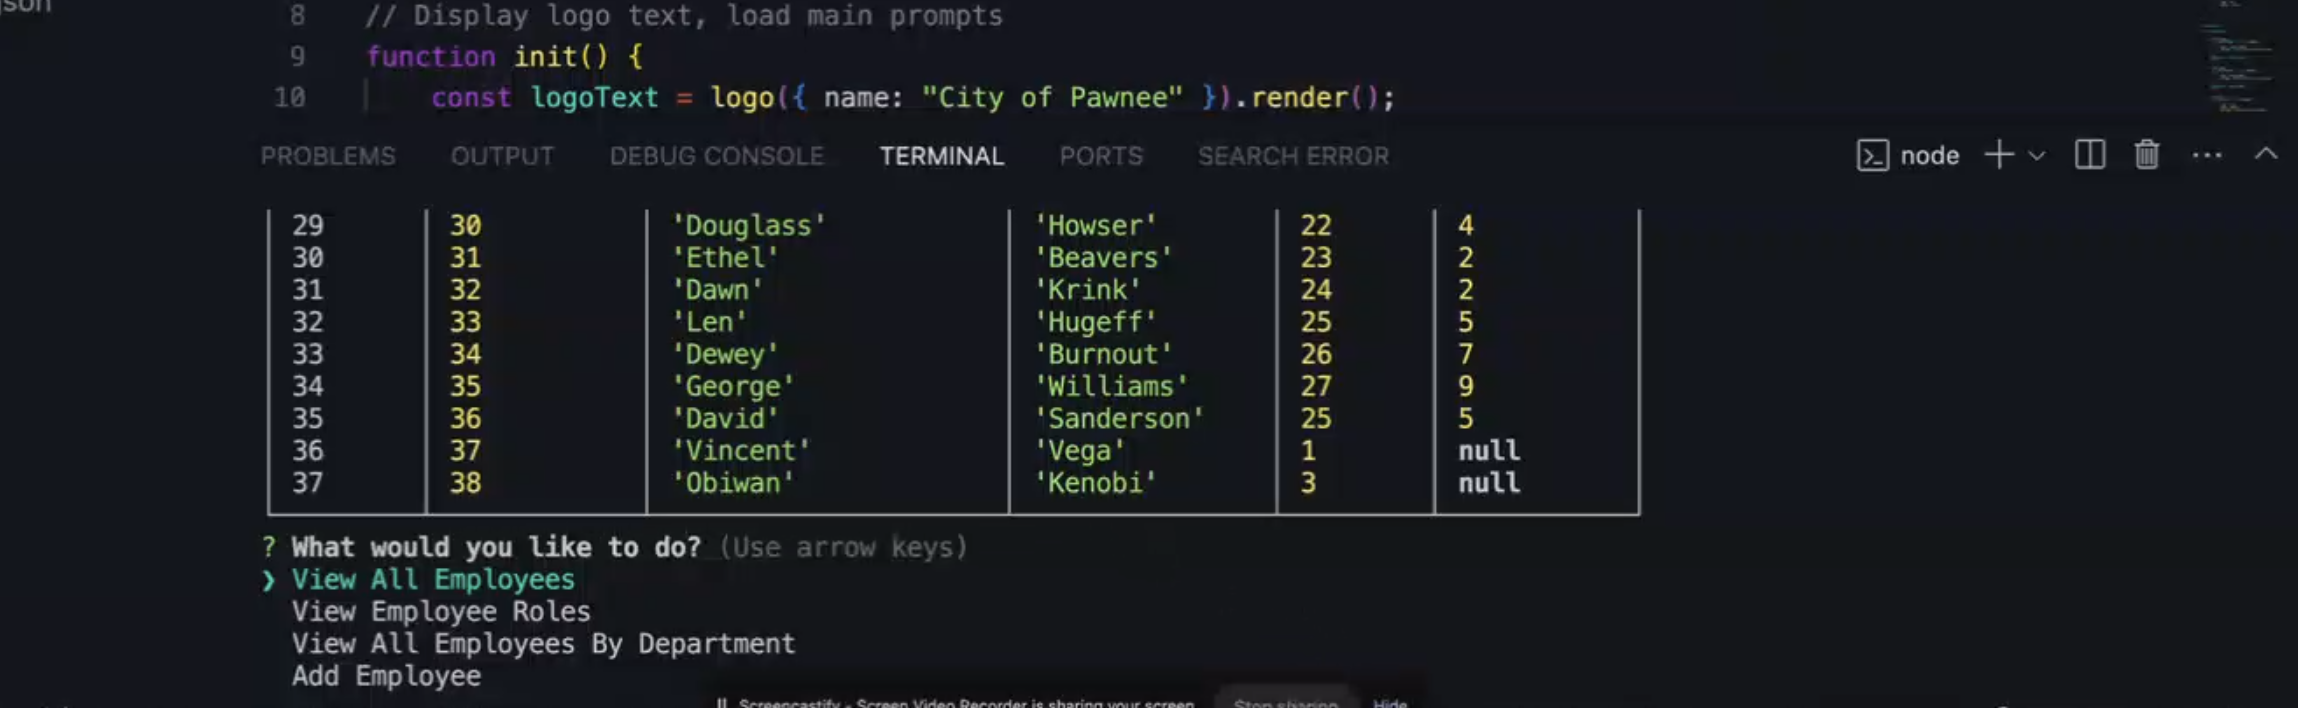 json
8 // Display logo text, load main prompts
9 function init() {
10 const logoText = logo({ name: "City of Pawnee" }).render();
PROBLEMS OUTPUT DEBUG CONSOLE TERMINAL PORTS SEARCH ERROR node
29 30 'Douglass' 'Howser' 22 4
30 31 'Ethel' 'Beavers' 23 2
31 32 'Dawn' 'Krink' 24 2
32 33 'Len' 'Hugeff' 25 5
33 34 'Dewey' 'Burnout' 26 7
34 35 'George' 'Williams' 27 9
35 36 'David' 'Sanderson' 25 5
36 37 'Vincent' 'Vega' 1 null
37 38 'Obiwan' 'Kenobi' 3 null
? What would you like to do? (Use arrow keys)
❯ View All Employees
View Employee Roles
View All Employees By Department
Add Employee
Screencastify - Screen Video Recorder is sharing your screen. Stop sharing Hide